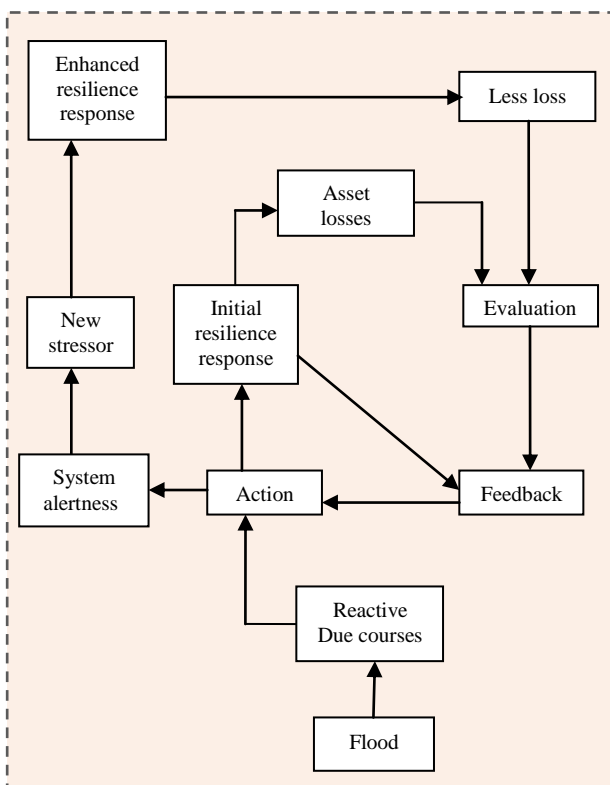 Enhanced
resilience
response
Less loss
Asset
losses
New
stressor
Initial
resilience
response
Evaluation
System
alertness
Action
Feedback
Reactive
Due courses
Flood